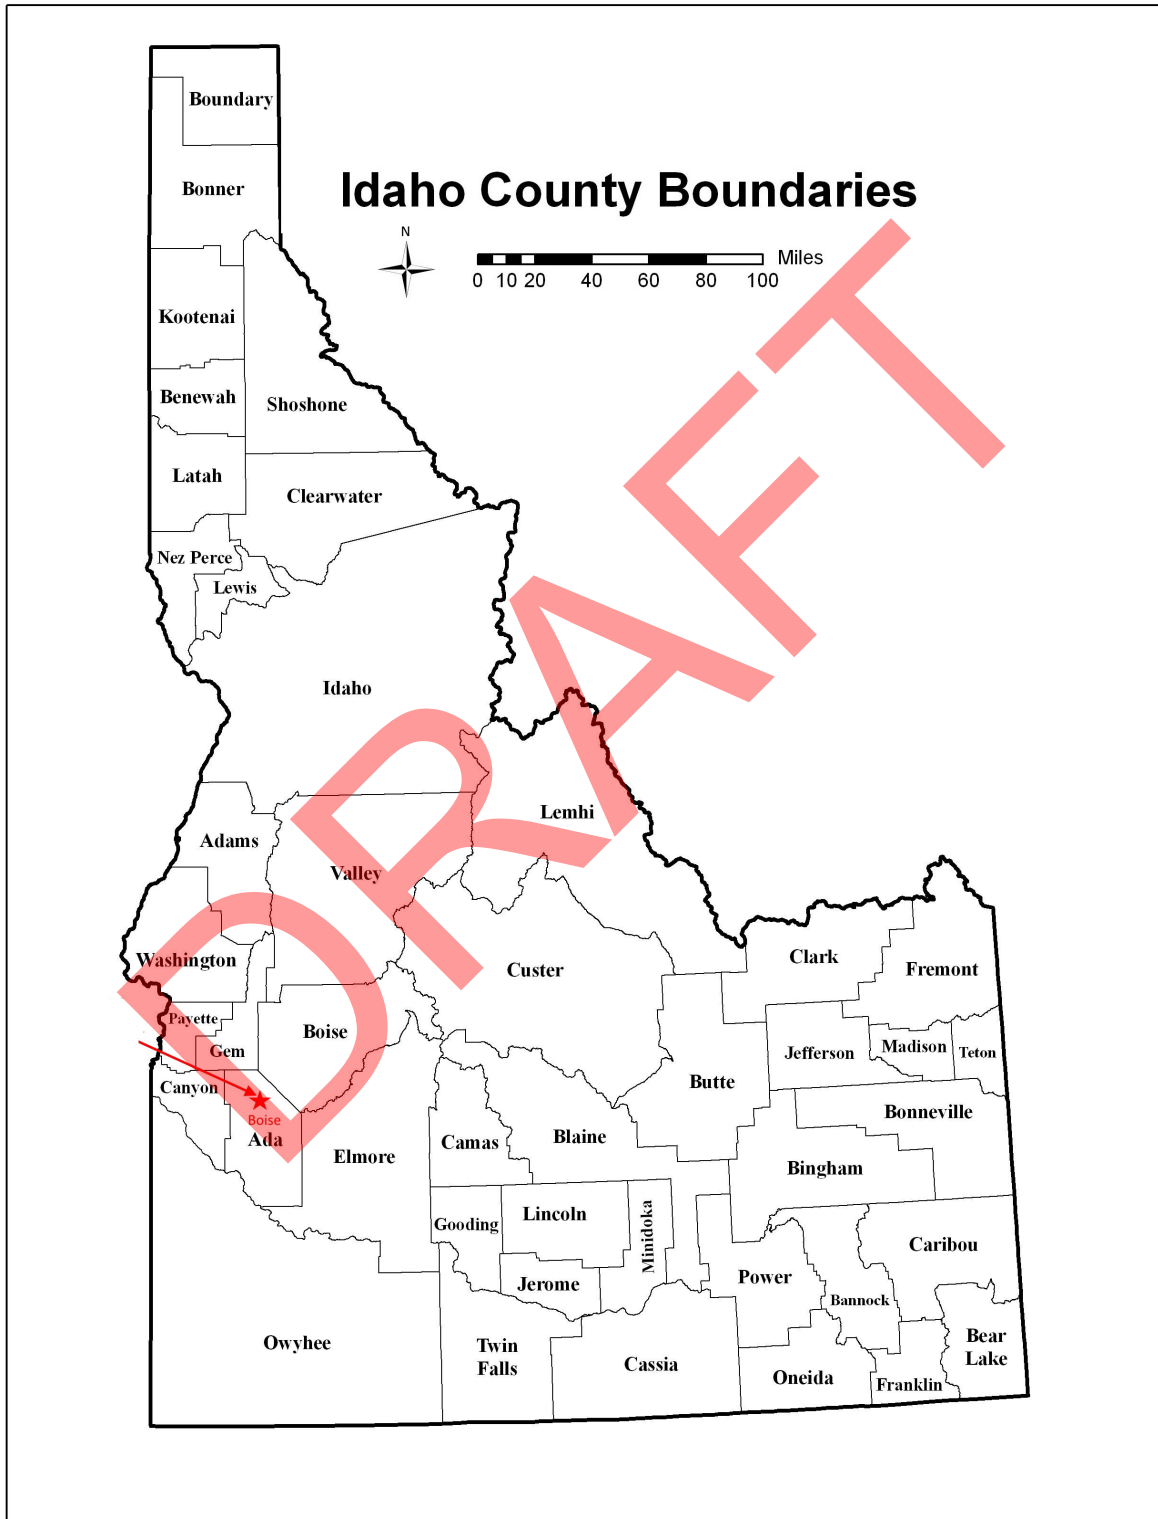 Boundary
Bonner
Idaho County Boundaries
N
Miles
0 10 20 40 60 80 100
Kootenai
Benewah
Shoshone
Latah
Clearwater
Nez Perce
Lewis
Idaho
Lemhi
Adams
Valley
Washington
Custer
Clark
Fremont
Payette
Boise
Gem
Jefferson
Madison
Teton
Butte
Canyon
Boise
Ada
Bonneville
Camas
Blaine
Elmore
Bingham
Gooding
Lincoln
Minidoka
Caribou
Jerome
Power
Bannock
Owyhee
Twin
Falls
Cassia
Oneida
Franklin
Bear
Lake
DRAFT